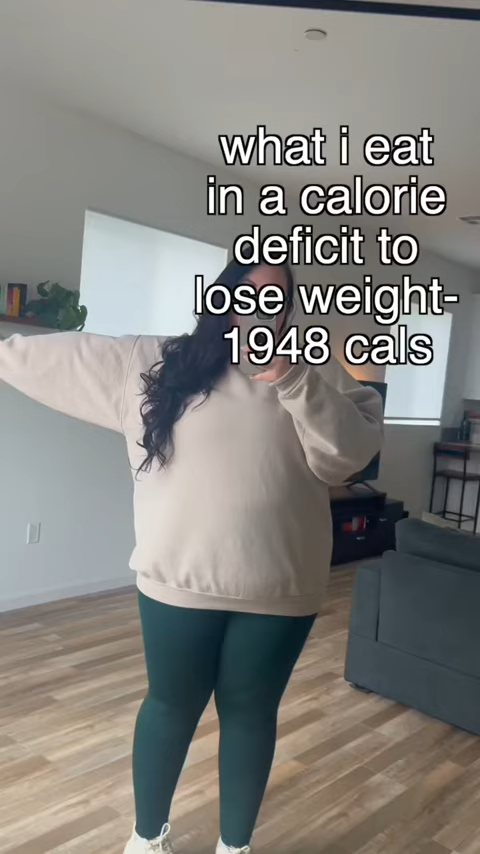 what i eat
in a calorie
deficit to
lose weight-
1948 cals